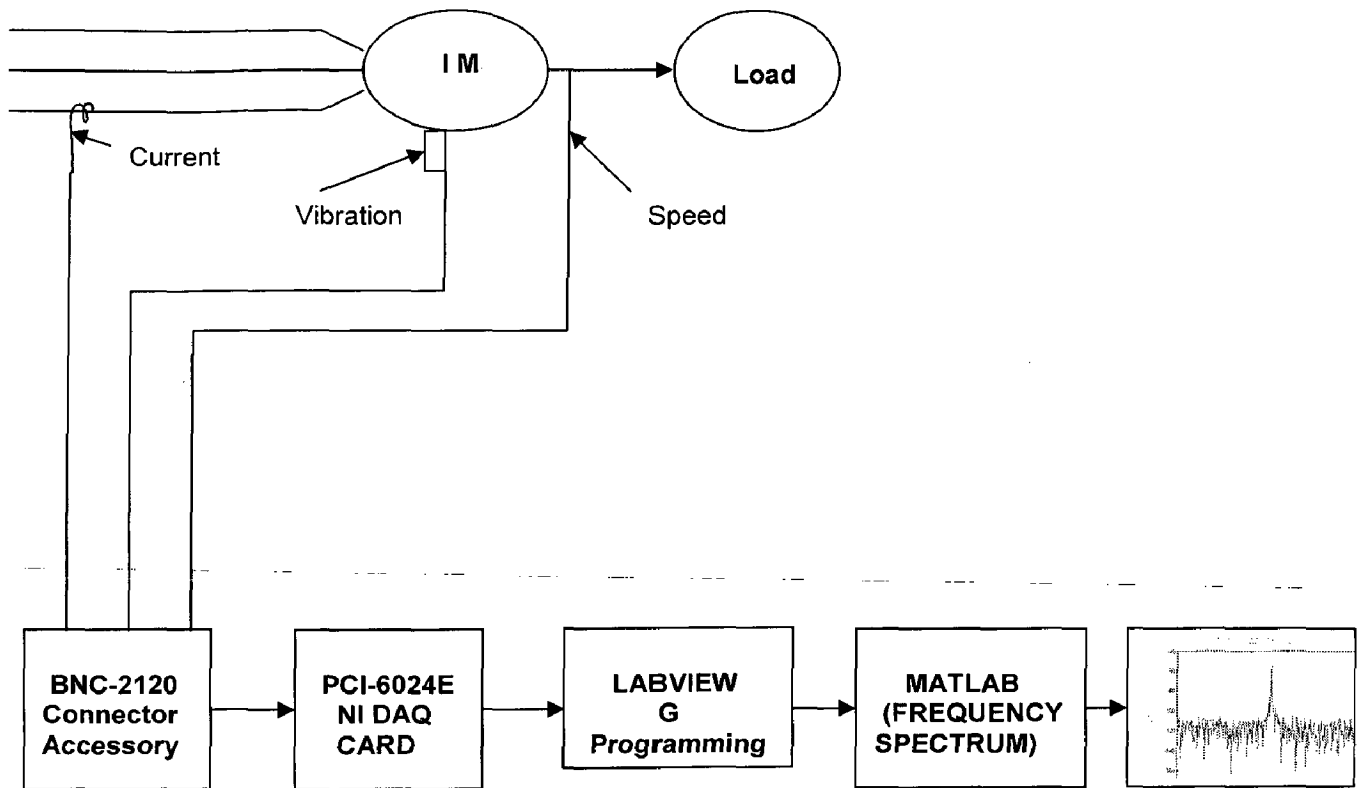 I M
Load
Current
Vibration
Speed
BNC-2120
Connector
Accessory
PCI-6024E
NI DAQ
CARD
LABVIEW
G
Programming
MATLAB
(FREQUENCY
SPECTRUM)